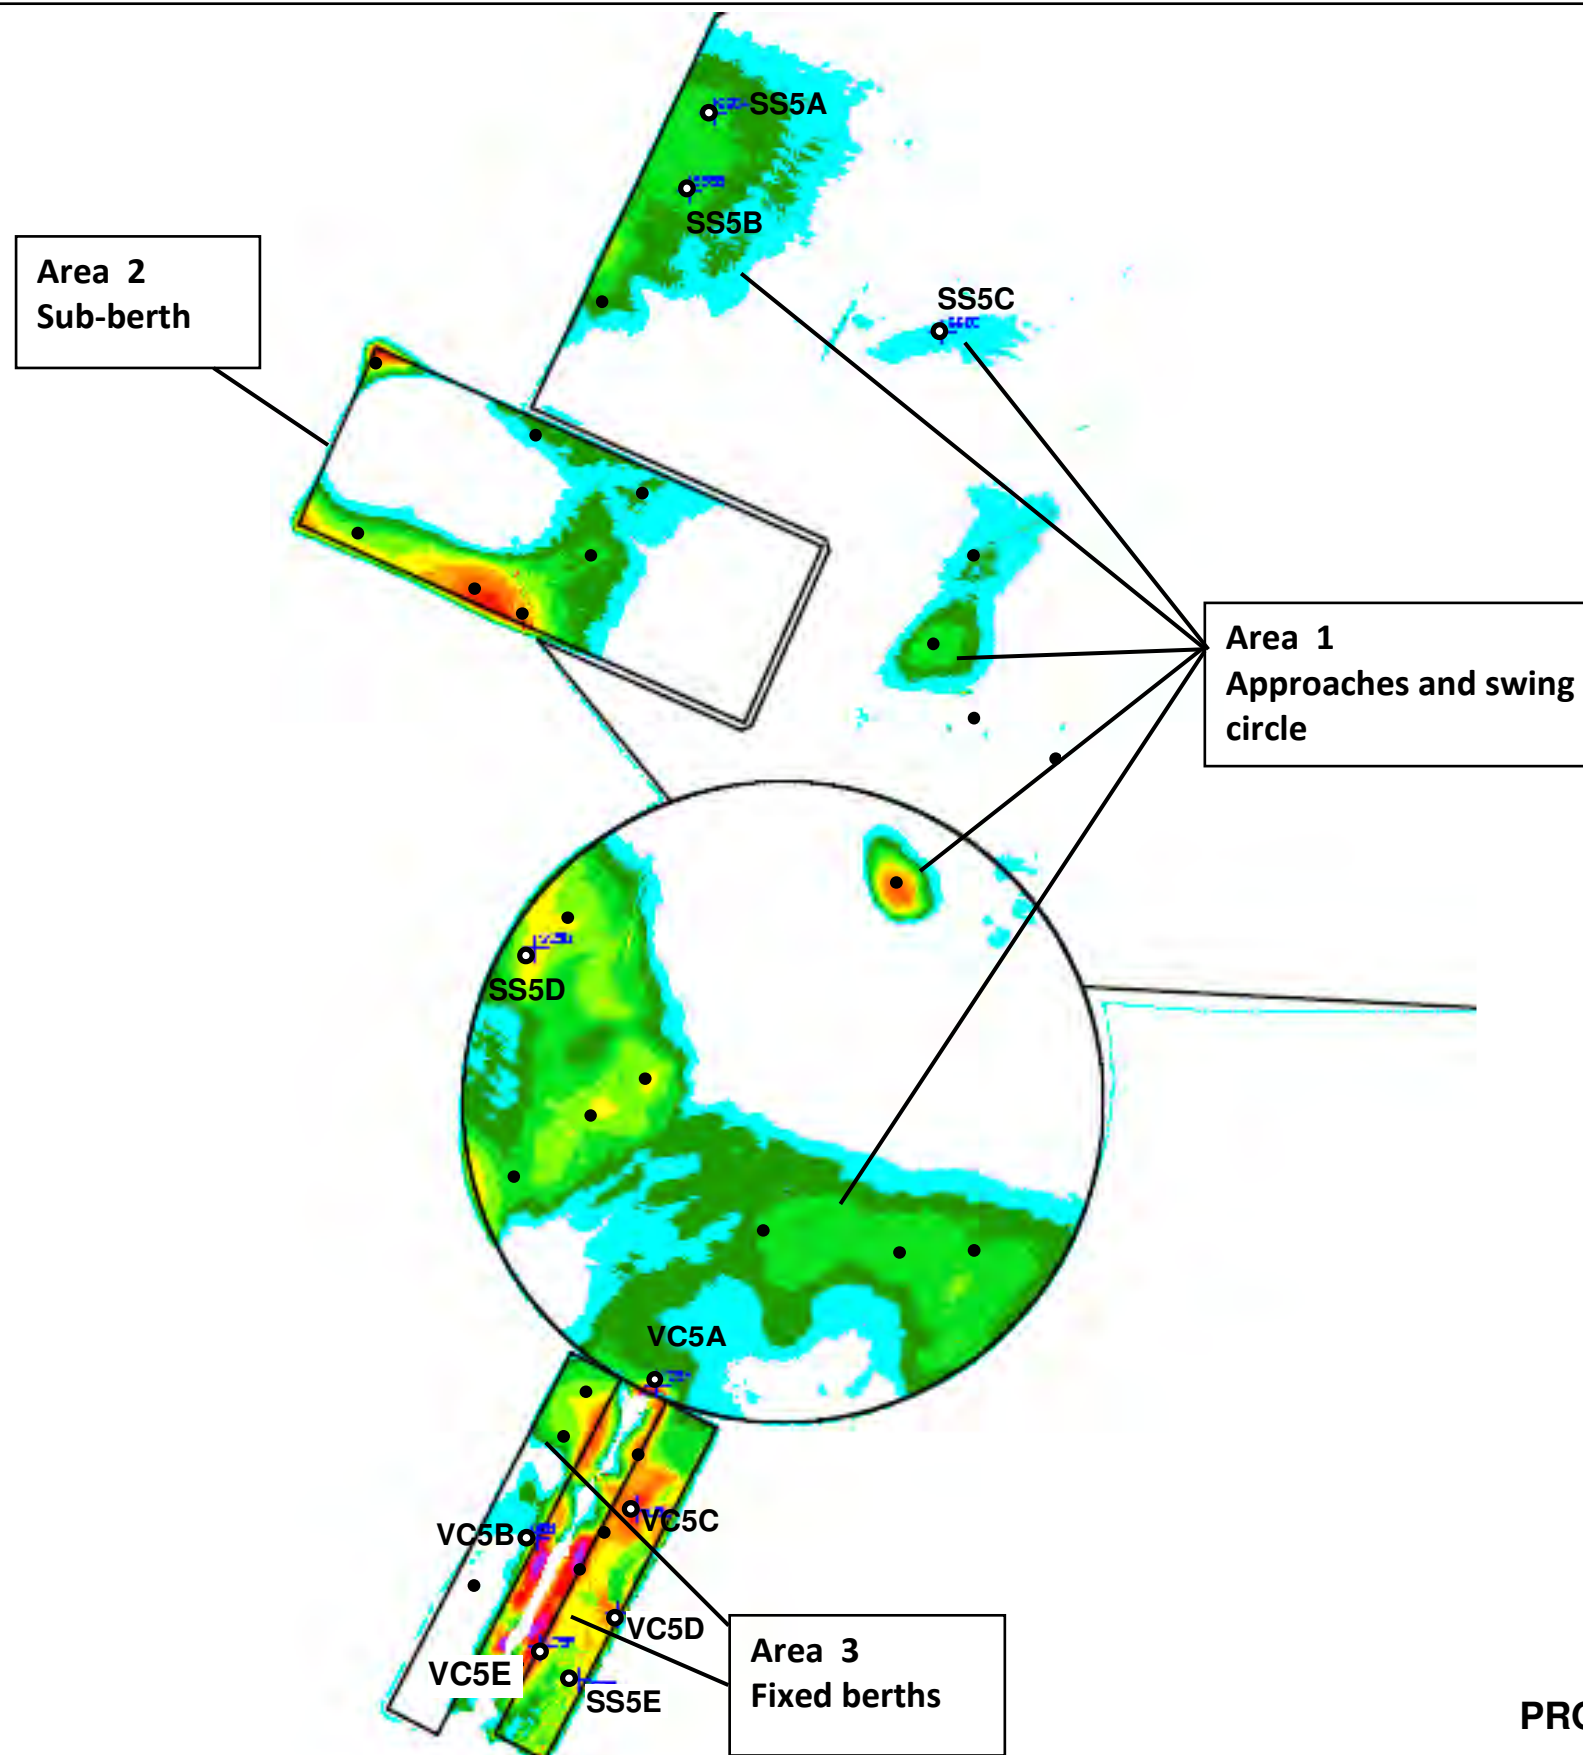 SS5A
SS5B
Area 2
Sub-berth
SS5C
Area 1
Approaches and swing
circle
SS5D
VC5A
VC5B
VC5C
VC5D
VC5E
SS5E
Area 3
Fixed berths